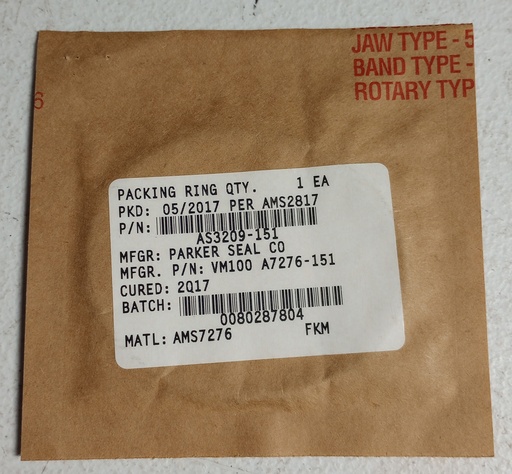 JAW TYPE - 5
BAND TYPE -
ROTARY TYP
6
PACKING RING QTY. 1 EA
PKD: 05/2017 PER AMS2817
P/N:
AS3209-151
MFGR: PARKER SEAL CO
MFGR. P/N: VM100 A7276-151
CURED: 2Q17
BATCH:
0080287804
MATL: AMS7276 FKM